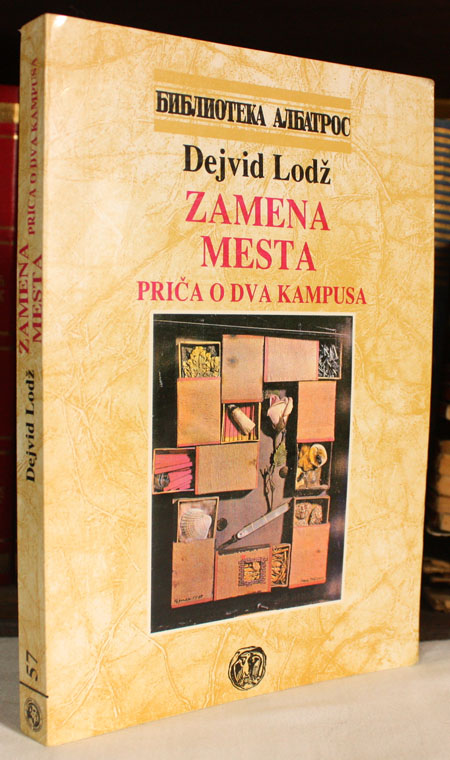 БИБЛИОТЕКА АЛБАТРОС
Dejvid Lodž
ZAMENA
MESTA
PRIČA O DVA KAMPUSA
Dejvid Lodž
ZAMENA
MESTA
PRIČA O DVA KAMPUSA
57